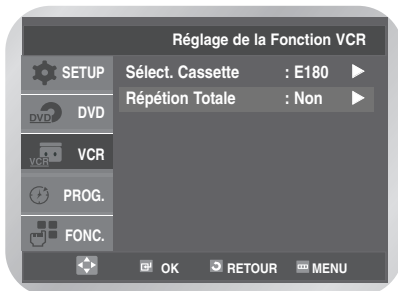 Réglage de la Fonction VCR
SETUP
Sélect. Cassette : E180
Répétion Totale : Non
DVD DVD
VCR VCR
PROG.
FONC.
OK RETOUR MENU